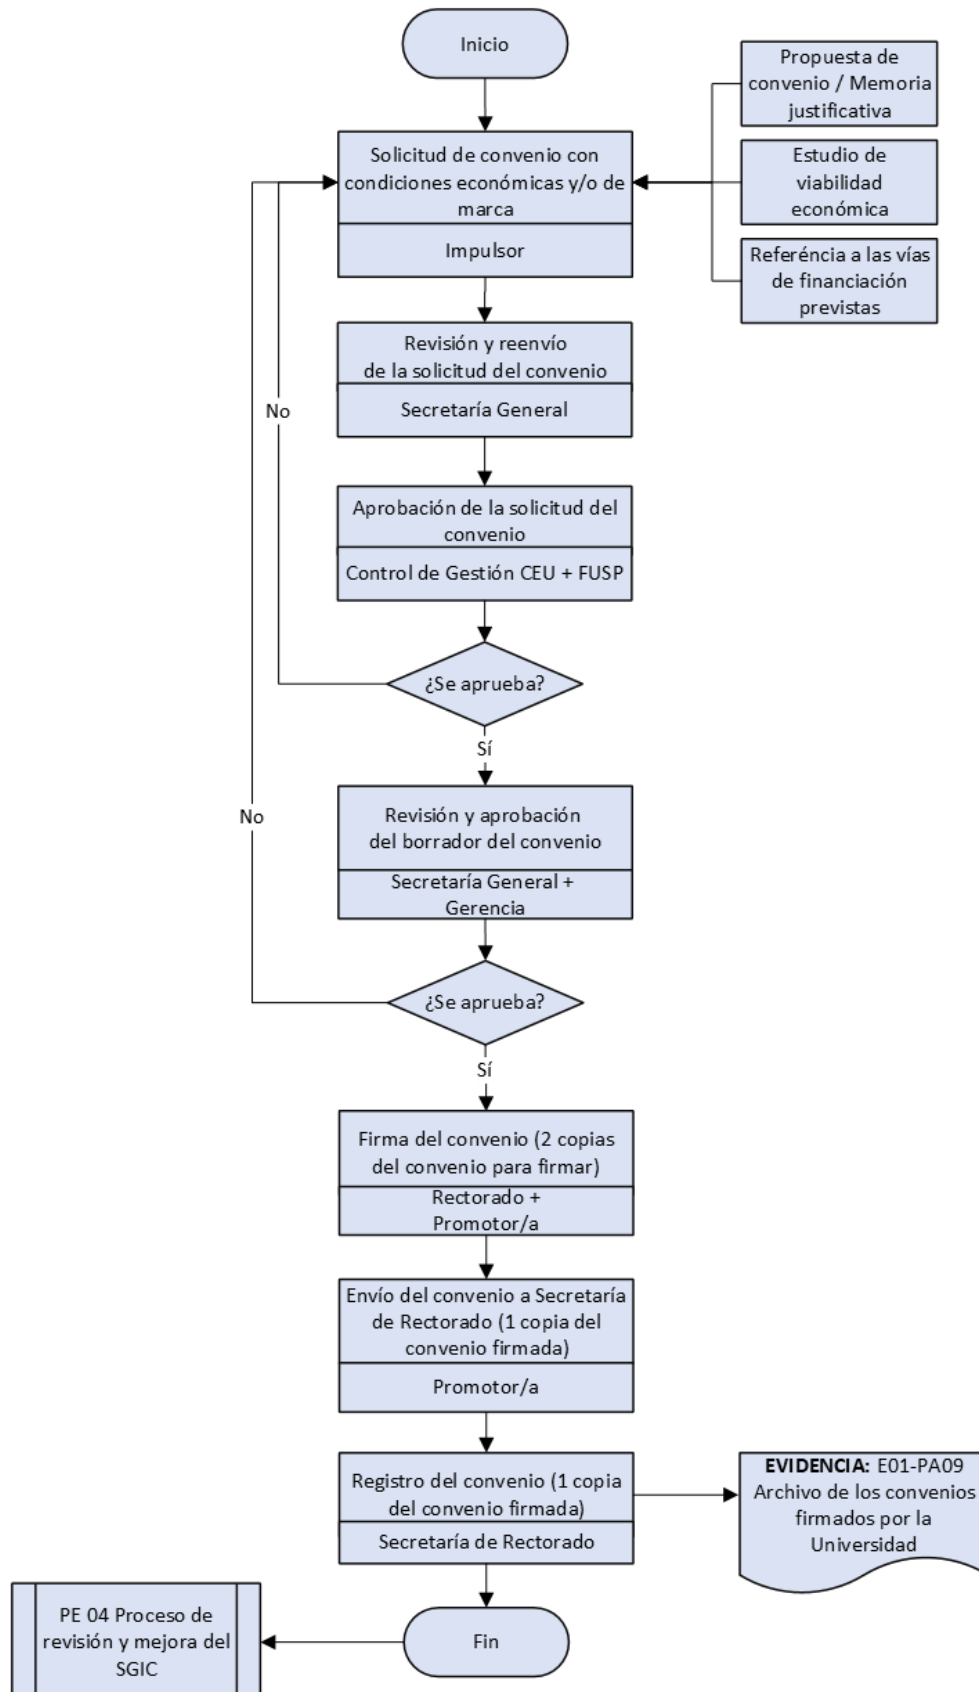 Inicio
Propuesta de
convenio / Memoria
justificativa
Solicitud de convenio con
condiciones económicas y/o de
marca
Impulsor
Estudio de
viabilidad
económica
Referéncia a las vías
de financiación
previstas
Revisión y reenvío
de la solicitud del convenio
Secretaría General
No
Aprobación de la solicitud del
convenio
Control de Gestión CEU + FUSP
¿Se aprueba?
Sí
Revisión y aprobación
del borrador del convenio
No
Secretaría General +
Gerencia
¿Se aprueba?
Sí
Firma del convenio (2 copias
del convenio para firmar)
Rectorado +
Promotor/a
Envío del convenio a Secretaría
de Rectorado (1 copia del
convenio firmada)
Promotor/a
Registro del convenio (1 copia
del convenio firmada)
Secretaría de Rectorado
EVIDENCIA: E01-PA09
Archivo de los convenios
firmados por la
Universidad
PE 04 Proceso de
revisión y mejora del
SGIC
Fin